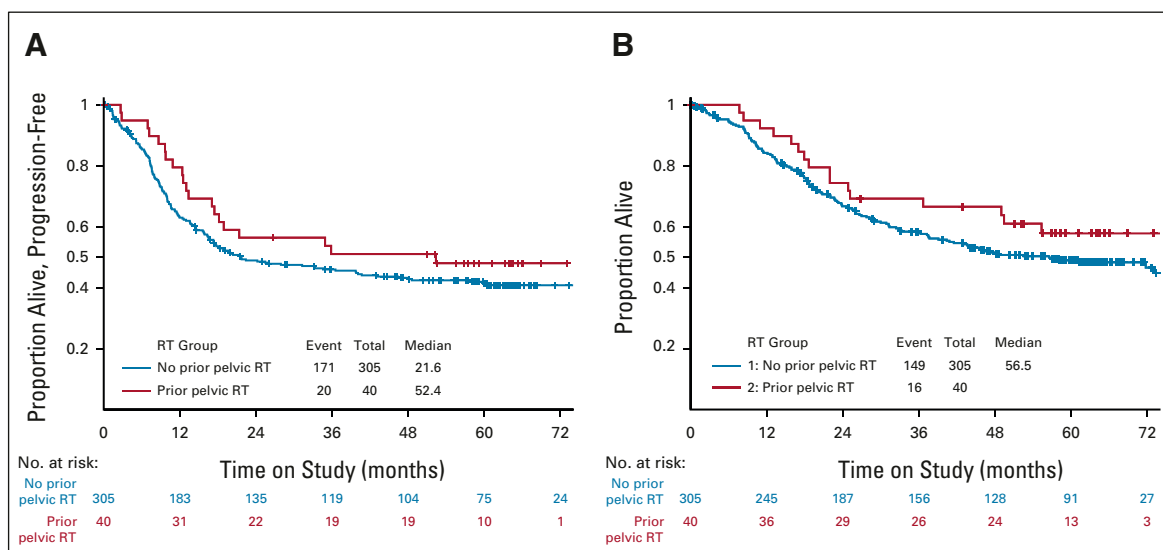 A
Proportion Alive, Progression-Free
1
0.8
0.6
0.5
0.4
0.2
RT Group Event Total Median
No prior pelvic RT 171 305 21.6
Prior pelvic RT 20 40 52.4
0 12 24 36 48 60 72
Time on Study (months)
No. at risk:
No prior
pelvic RT 305 183 135 119 104 75 24
Prior
pelvic RT 40 31 22 19 19 10 1
B
Proportion Alive
1
0.8
0.6
0.5
0.4
0.2
RT Group Event Total Median
1: No prior pelvic RT 149 305 56.5
2: Prior pelvic RT 16 40
0 12 24 36 48 60 72
Time on Study (months)
No. at risk:
No prior
pelvic RT 305 245 187 156 128 91 27
Prior
pelvic RT 40 36 29 26 24 13 3